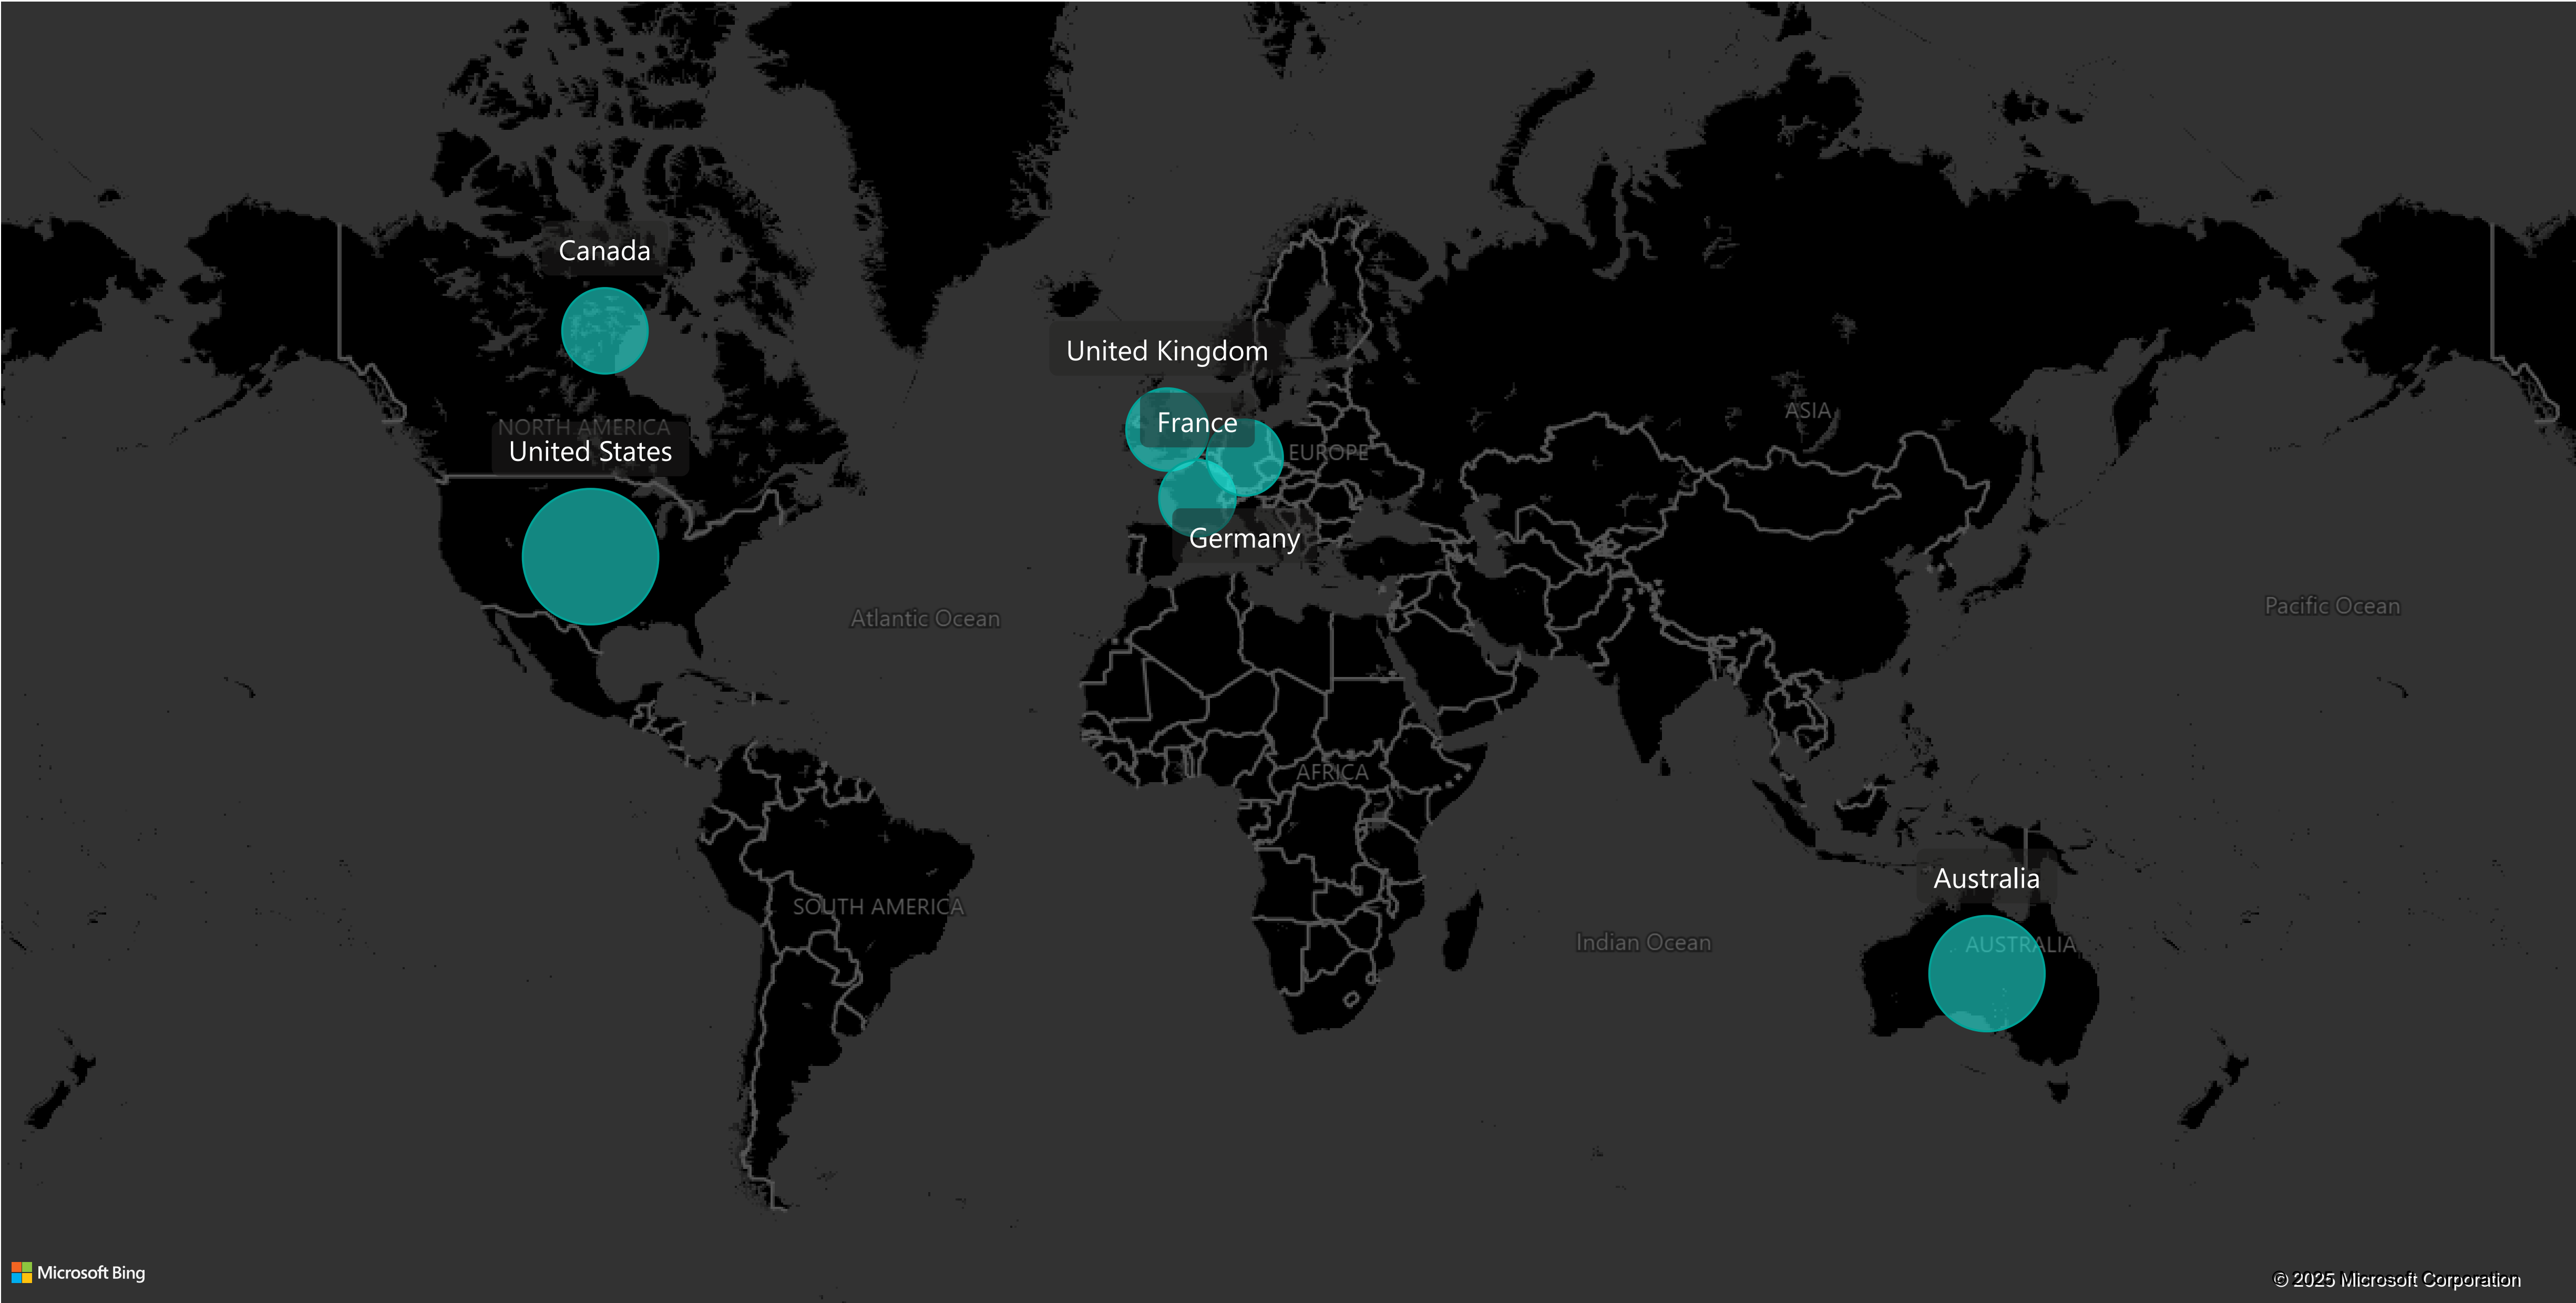 Canada
United Kingdom
ASIA
France
NORTH AMERICA
United States
EUROPE
Germany
Pacific Ocean
Atlantic Ocean
AFRICA
Australia
SOUTH AMERICA
Indian Ocean
AUSTRALIA
Microsoft Bing
© 2025 Microsoft Corporation